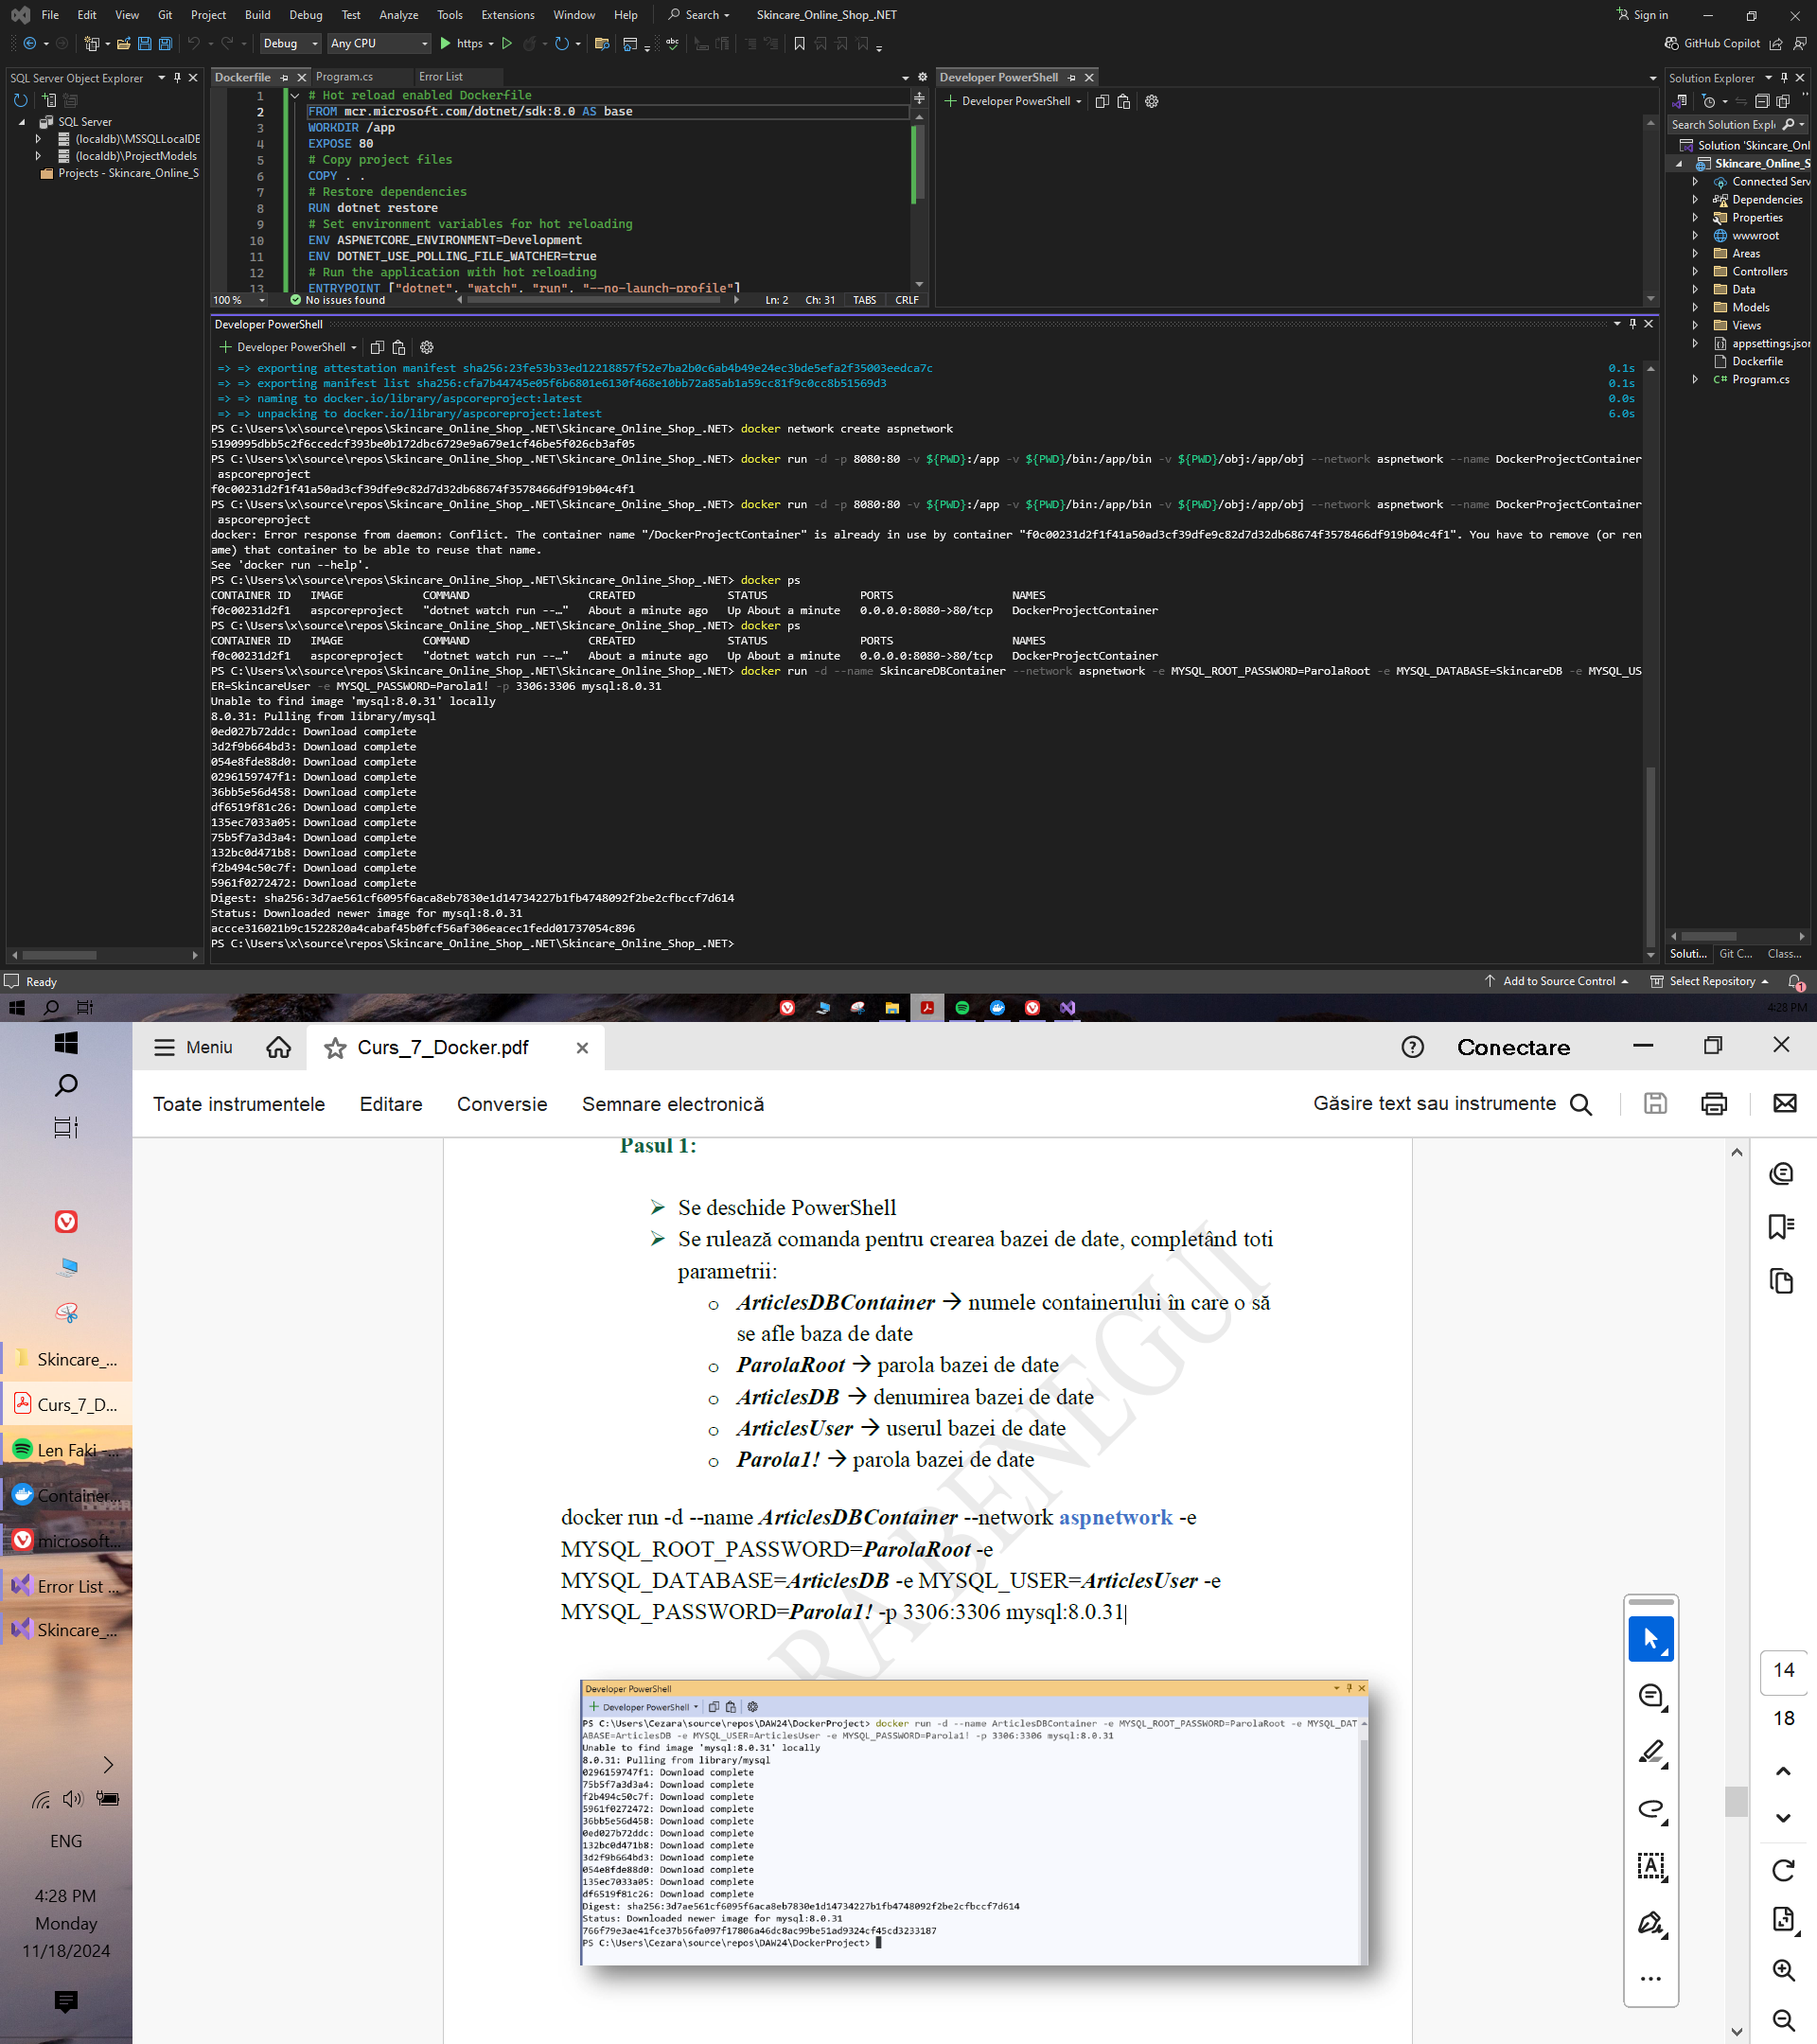 File Edit View Git Project Build Debug Test Analyze Tools Extensions Window Help Search Skincare_Online_Shop_.NET Sign in
Debug Any CPU https GitHub Copilot
SQL Server Object Explorer
SQL Server
(localdb)\MSSQLLocalDE
(localdb)\ProjectModels
Projects - Skincare_Online_S
Dockerfile Program.cs Error List
1 # Hot reload enabled Dockerfile
2 FROM mcr.microsoft.com/dotnet/sdk:8.0 AS base
3 WORKDIR /app
4 EXPOSE 80
5 # Copy project files
6 COPY . .
7 # Restore dependencies
8 RUN dotnet restore
9 # Set environment variables for hot reloading
10 ENV ASPNETCORE_ENVIRONMENT=Development
11 ENV DOTNET_USE_POLLING_FILE_WATCHER=true
12 # Run the application with hot reloading
13 ENTRYPOINT ["dotnet", "watch", "run", "--no-launch-profile"]
100 % No issues found Ln: 2 Ch: 31 TABS CRLF
Developer PowerShell
Developer PowerShell
Solution Explorer
Search Solution Expl
Solution 'Skincare_Onl
Skincare_Online_S
Connected Serv
Dependencies
Properties
wwwroot
Areas
Controllers
Data
Models
Views
appsettings.jsor
Dockerfile
C# Program.cs
Developer PowerShell
Developer PowerShell
=> => exporting attestation manifest sha256:23fe53b33ed12218857f52e7ba2b0c6ab4b49e24ec3bde5efa2f35003eedca7c 0.1s
=> => exporting manifest list sha256:cfa7b44745e05f6b6801e6130f468e10bb72a85ab1a59cc81f9c0cc8b51569d3 0.1s
=> => naming to docker.io/library/aspcoreproject:latest 0.0s
=> => unpacking to docker.io/library/aspcoreproject:latest 6.0s
PS C:\Users\x\source\repos\Skincare_Online_Shop_.NET\Skincare_Online_Shop_.NET> docker network create aspnetwork
5190995dbb5c2f6ccedcf393be0b172dbc6729e9a679e1cf46be5f026cb3af05
PS C:\Users\x\source\repos\Skincare_Online_Shop_.NET\Skincare_Online_Shop_.NET> docker run -d -p 8080:80 -v ${PWD}:/app -v ${PWD}/bin:/app/bin -v ${PWD}/obj:/app/obj --network aspnetwork --name DockerProjectContainer
aspcoreproject
f0c00231d2f1f41a50ad3cf39dfe9c82d7d32db68674f3578466df919b04c4f1
PS C:\Users\x\source\repos\Skincare_Online_Shop_.NET\Skincare_Online_Shop_.NET> docker run -d -p 8080:80 -v ${PWD}:/app -v ${PWD}/bin:/app/bin -v ${PWD}/obj:/app/obj --network aspnetwork --name DockerProjectContainer
aspcoreproject
docker: Error response from daemon: Conflict. The container name "/DockerProjectContainer" is already in use by container "f0c00231d2f1f41a50ad3cf39dfe9c82d7d32db68674f3578466df919b04c4f1". You have to remove (or ren
ame) that container to be able to reuse that name.
See 'docker run --help'.
PS C:\Users\x\source\repos\Skincare_Online_Shop_.NET\Skincare_Online_Shop_.NET> docker ps
CONTAINER ID IMAGE COMMAND CREATED STATUS PORTS NAMES
f0c00231d2f1 aspcoreproject "dotnet watch run --…" About a minute ago Up About a minute 0.0.0.0:8080->80/tcp DockerProjectContainer
PS C:\Users\x\source\repos\Skincare_Online_Shop_.NET\Skincare_Online_Shop_.NET> docker ps
CONTAINER ID IMAGE COMMAND CREATED STATUS PORTS NAMES
f0c00231d2f1 aspcoreproject "dotnet watch run --…" About a minute ago Up About a minute 0.0.0.0:8080->80/tcp DockerProjectContainer
PS C:\Users\x\source\repos\Skincare_Online_Shop_.NET\Skincare_Online_Shop_.NET> docker run -d --name SkincareDBContainer --network aspnetwork -e MYSQL_ROOT_PASSWORD=ParolaRoot -e MYSQL_DATABASE=SkincareDB -e MYSQL_US
ER=SkincareUser -e MYSQL_PASSWORD=Parola1! -p 3306:3306 mysql:8.0.31
Unable to find image 'mysql:8.0.31' locally
8.0.31: Pulling from library/mysql
0ed027b72ddc: Download complete
3d2f9b664bd3: Download complete
054e8fde88d0: Download complete
0296159747f1: Download complete
36bb5e56d458: Download complete
df6519f81c26: Download complete
135ec7033a05: Download complete
75b5f7a3d3a4: Download complete
132bc0d471b8: Download complete
f2b494c50c7f: Download complete
5961f0272472: Download complete
Digest: sha256:3d7ae561cf6095f6aca8eb7830e1d14734227b1fb4748092f2be2cfbccf7d614
Status: Downloaded newer image for mysql:8.0.31
accce316021b9c1522820a4cabaf45b0fcf56af306eacec1fedd01737054c896
PS C:\Users\x\source\repos\Skincare_Online_Shop_.NET\Skincare_Online_Shop_.NET>
Soluti... Git C... Class...
Ready Add to Source Control Select Repository 1
4:28 PM
Meniu Curs_7_Docker.pdf Conectare
Toate instrumentele Editare Conversie Semnare electronică Găsire text sau instrumente
Skincare_...
Curs_7_D...
Len Faki -...
Container...
microsoft...
Error List ...
Skincare_...
ENG
4:28 PM
Monday
11/18/2024
Pasul 1:
➢ Se deschide PowerShell
➢ Se rulează comanda pentru crearea bazei de date, completând toti
parametrii:
o ArticlesDBContainer → numele containerului în care o să
se afle baza de date
o ParolaRoot → parola bazei de date
o ArticlesDB → denumirea bazei de date
o ArticlesUser → userul bazei de date
o Parola1! → parola bazei de date
docker run -d --name ArticlesDBContainer --network aspnetwork -e
MYSQL_ROOT_PASSWORD=ParolaRoot -e
MYSQL_DATABASE=ArticlesDB -e MYSQL_USER=ArticlesUser -e
MYSQL_PASSWORD=Parola1! -p 3306:3306 mysql:8.0.31
RA BENEGUI
Developer PowerShell
Developer PowerShell
PS C:\Users\Cezara\source\repos\DAW24\DockerProject> docker run -d --name ArticlesDBContainer -e MYSQL_ROOT_PASSWORD=ParolaRoot -e MYSQL_DAT
ABASE=ArticlesDB -e MYSQL_USER=ArticlesUser -e MYSQL_PASSWORD=Parola1! -p 3306:3306 mysql:8.0.31
Unable to find image 'mysql:8.0.31' locally
8.0.31: Pulling from library/mysql
0296159747f1: Download complete
75b5f7a3d3a4: Download complete
f2b494c50c7f: Download complete
5961f0272472: Download complete
36bb5e56d458: Download complete
0ed027b72ddc: Download complete
132bc0d471b8: Download complete
3d2f9b664bd3: Download complete
054e8fde88d0: Download complete
135ec7033a05: Download complete
df6519f81c26: Download complete
Digest: sha256:3d7ae561cf6095f6aca8eb7830e1d14734227b1fb4748092f2be2cfbccf7d614
Status: Downloaded newer image for mysql:8.0.31
766f79e3ae41fce37b56fa097f17806a46dc8ac99be51ad9324cf45cd3233187
PS C:\Users\Cezara\source\repos\DAW24\DockerProject>
14
18